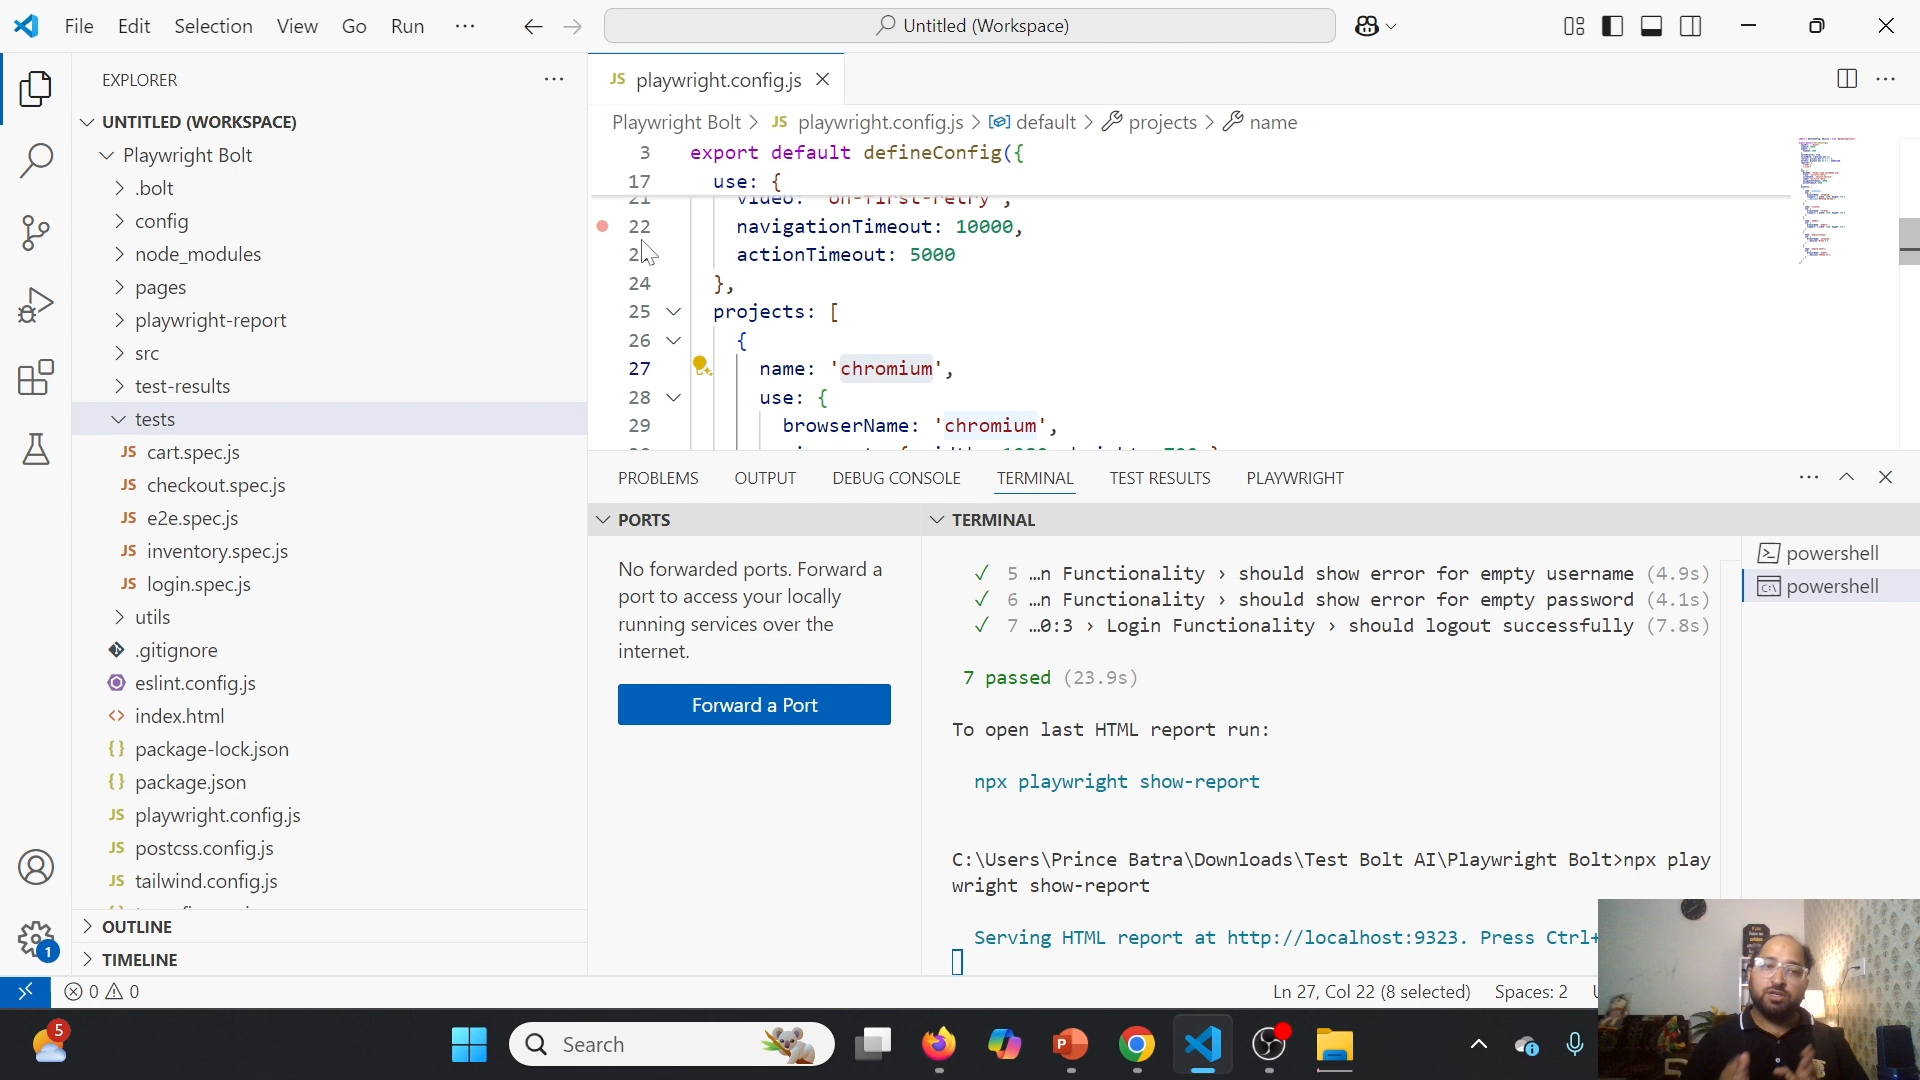 File Edit Selection View Go Run ···
Untitled (Workspace)
EXPLORER
UNTITLED (WORKSPACE)
Playwright Bolt
.bolt
config
node_modules
pages
playwright-report
src
test-results
tests
JS cart.spec.js
JS checkout.spec.js
JS e2e.spec.js
JS inventory.spec.js
JS login.spec.js
utils
.gitignore
eslint.config.js
<> index.html
{} package-lock.json
{} package.json
JS playwright.config.js
JS postcss.config.js
JS tailwind.config.js
OUTLINE
TIMELINE
1
JS playwright.config.js
Playwright Bolt > JS playwright.config.js > default > projects > name
3 export default defineConfig({
17 use: {
21 video: 'on-first-retry',
22 navigationTimeout: 10000,
23 actionTimeout: 5000
24 },
25 projects: [
26 {
27 name: 'chromium',
28 use: {
29 browserName: 'chromium',
PROBLEMS OUTPUT DEBUG CONSOLE TERMINAL TEST RESULTS PLAYWRIGHT
PORTS
No forwarded ports. Forward a
port to access your locally
running services over the
internet.
Forward a Port
TERMINAL
✓ 5 …n Functionality › should show error for empty username (4.9s)
✓ 6 …n Functionality › should show error for empty password (4.1s)
✓ 7 …0:3 › Login Functionality › should logout successfully (7.8s)
7 passed (23.9s)
To open last HTML report run:
npx playwright show-report
C:\Users\Prince Batra\Downloads\Test Bolt AI\Playwright Bolt>npx play
wright show-report
Serving HTML report at http://localhost:9323. Press Ctrl+
powershell
powershell
0 0
Ln 27, Col 22 (8 selected) Spaces: 2
5
Search